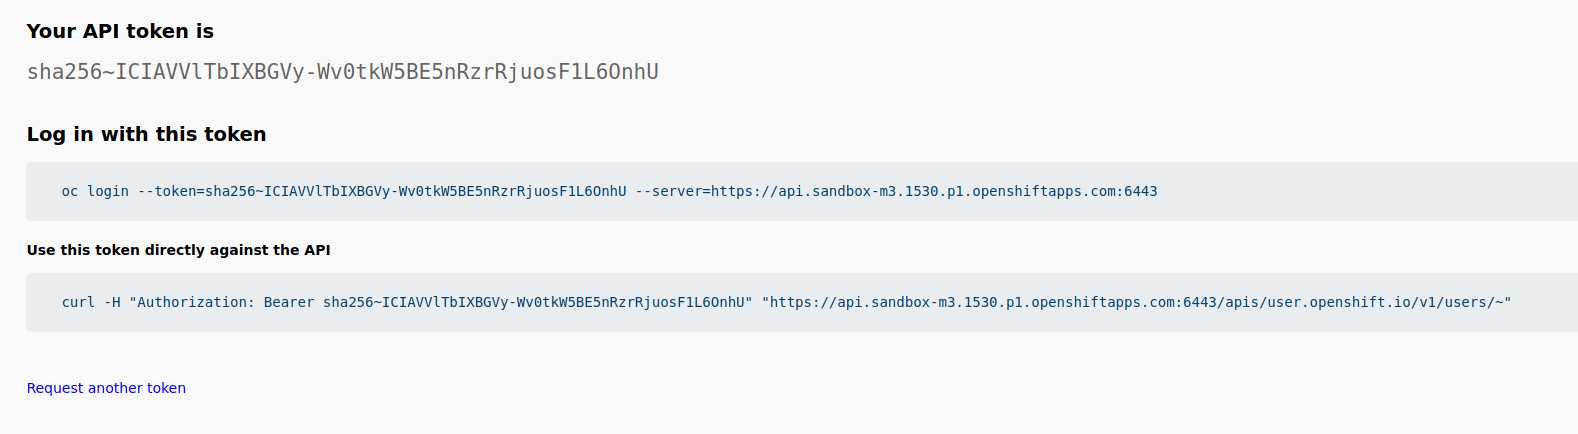 Your API token is
sha256~ICIAVVlTbIXBGVy-Wv0tkW5BE5nRzrRjuosF1L6OnhU
Log in with this token
oc login --token=sha256~ICIAVVlTbIXBGVy-Wv0tkW5BE5nRzrRjuosF1L6OnhU --server=https://api.sandbox-m3.1530.p1.openshiftapps.com:6443
Use this token directly against the API
curl -H "Authorization: Bearer sha256~ICIAVVlTbIXBGVy-Wv0tkW5BE5nRzrRjuosF1L6OnhU" "https://api.sandbox-m3.1530.p1.openshiftapps.com:6443/apis/user.openshift.io/v1/users/~"
Request another token